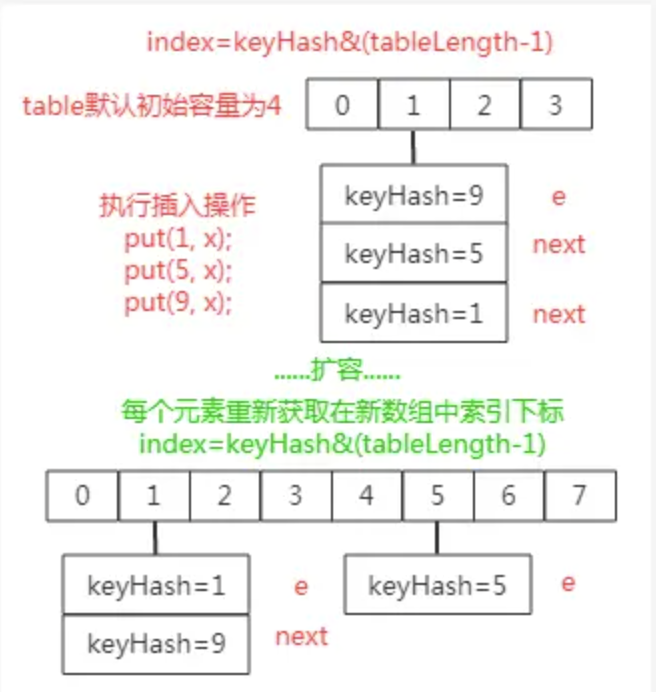 index=keyHash&(tableLength-1)
table默认初始容量为4
0 1 2 3
执行插入操作
put(1, x);
put(5, x);
put(9, x);
keyHash=9 e
keyHash=5 next
keyHash=1 next
......扩容......
每个元素重新获取在新数组中索引下标
index=keyHash&(tableLength-1)
0 1 2 3 4 5 6 7
keyHash=1 e
keyHash=9 next
keyHash=5 e